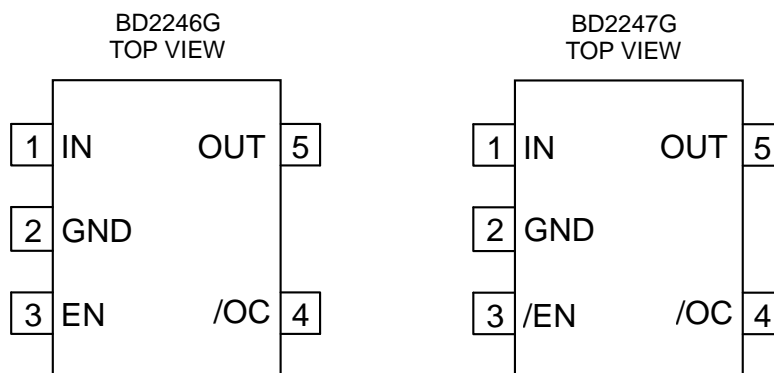 BD2246G
TOP VIEW
1 IN OUT 5
2 GND
3 EN /OC 4
BD2247G
TOP VIEW
1 IN OUT 5
2 GND
3 /EN /OC 4